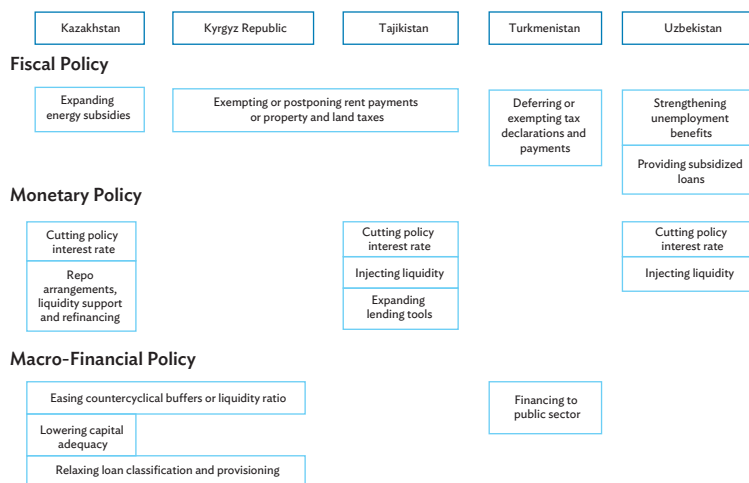 Kazakhstan
Kyrgyz Republic
Tajikistan
Turkmenistan
Uzbekistan
Fiscal Policy
Expanding
energy subsidies
Exempting or postponing rent payments
or property and land taxes
Deferring or
exempting tax
declarations and
payments
Strengthening
unemployment
benefits
Providing subsidized
loans
Monetary Policy
Cutting policy
interest rate
Repo
arrangements,
liquidity support
and refinancing
Cutting policy
interest rate
Injecting liquidity
Expanding
lending tools
Cutting policy
interest rate
Injecting liquidity
Macro-Financial Policy
Easing countercyclical buffers or liquidity ratio
Lowering capital
adequacy
Relaxing loan classification and provisioning
Financing to
public sector